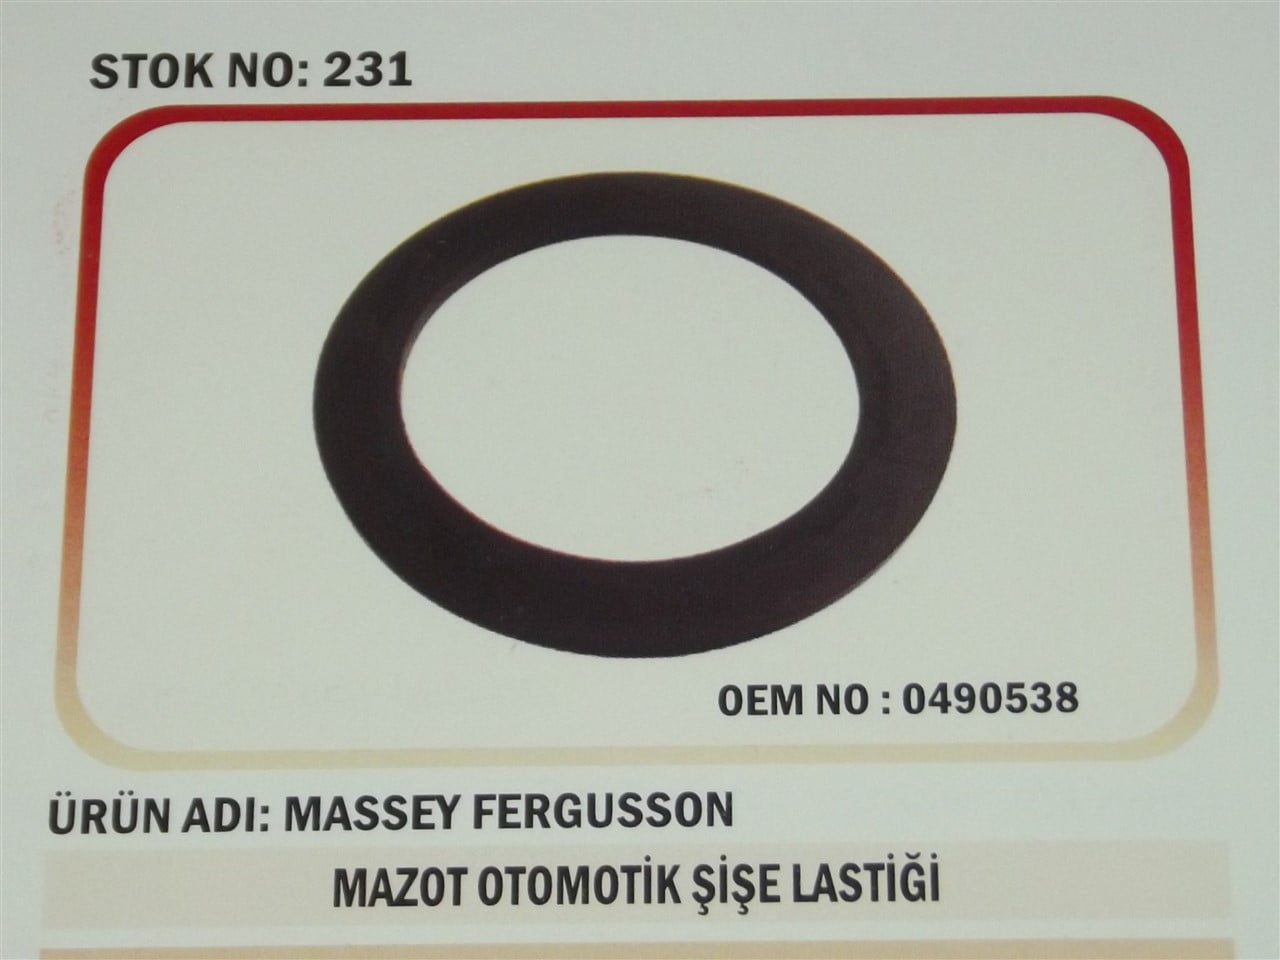 STOK NO: 231
OEM NO : 0490538
ÜRÜN ADI: MASSEY FERGUSSON
MAZOT OTOMOTİK ŞİŞE LASTİĞİ